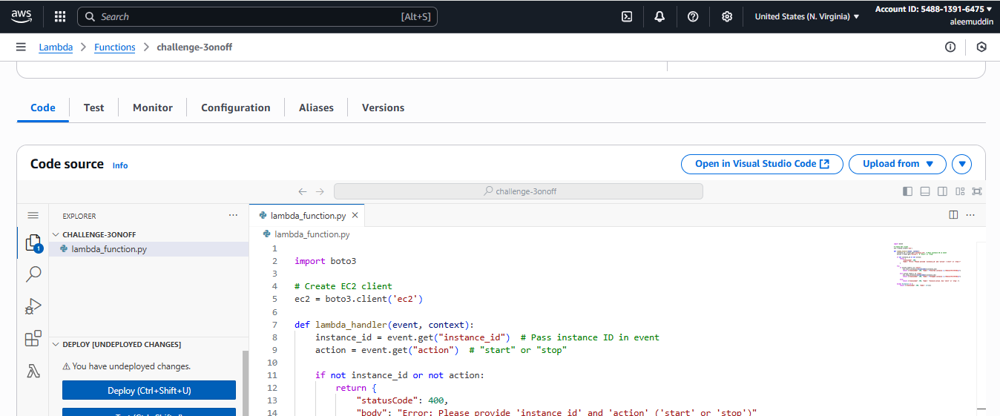 aws
Search
[Alt+S]
United States (N. Virginia)
Account ID: 5488-1391-6475
aleemuddin
Lambda
Functions
challenge-3onoff
Code
Test
Monitor
Configuration
Aliases
Versions
Code source
Info
Open in Visual Studio Code
Upload from
challenge-3onoff
EXPLORER
CHALLENGE-3ONOFF
lambda_function.py
1
DEPLOY [UNDEPLOYED CHANGES]
You have undeployed changes.
Deploy (Ctrl+Shift+U)
lambda_function.py
lambda_function.py
1
2 import boto3
3
4 # Create EC2 client
5 ec2 = boto3.client('ec2')
6
7 def lambda_handler(event, context):
8 instance_id = event.get("instance_id")  # Pass instance ID in event
9 action = event.get("action")  # "start" or "stop"
10
11 if not instance_id or not action:
12 return {
13 "statusCode": 400,
14 "body": "Error: Please provide 'instance_id' and 'action' ('start' or 'stop')"